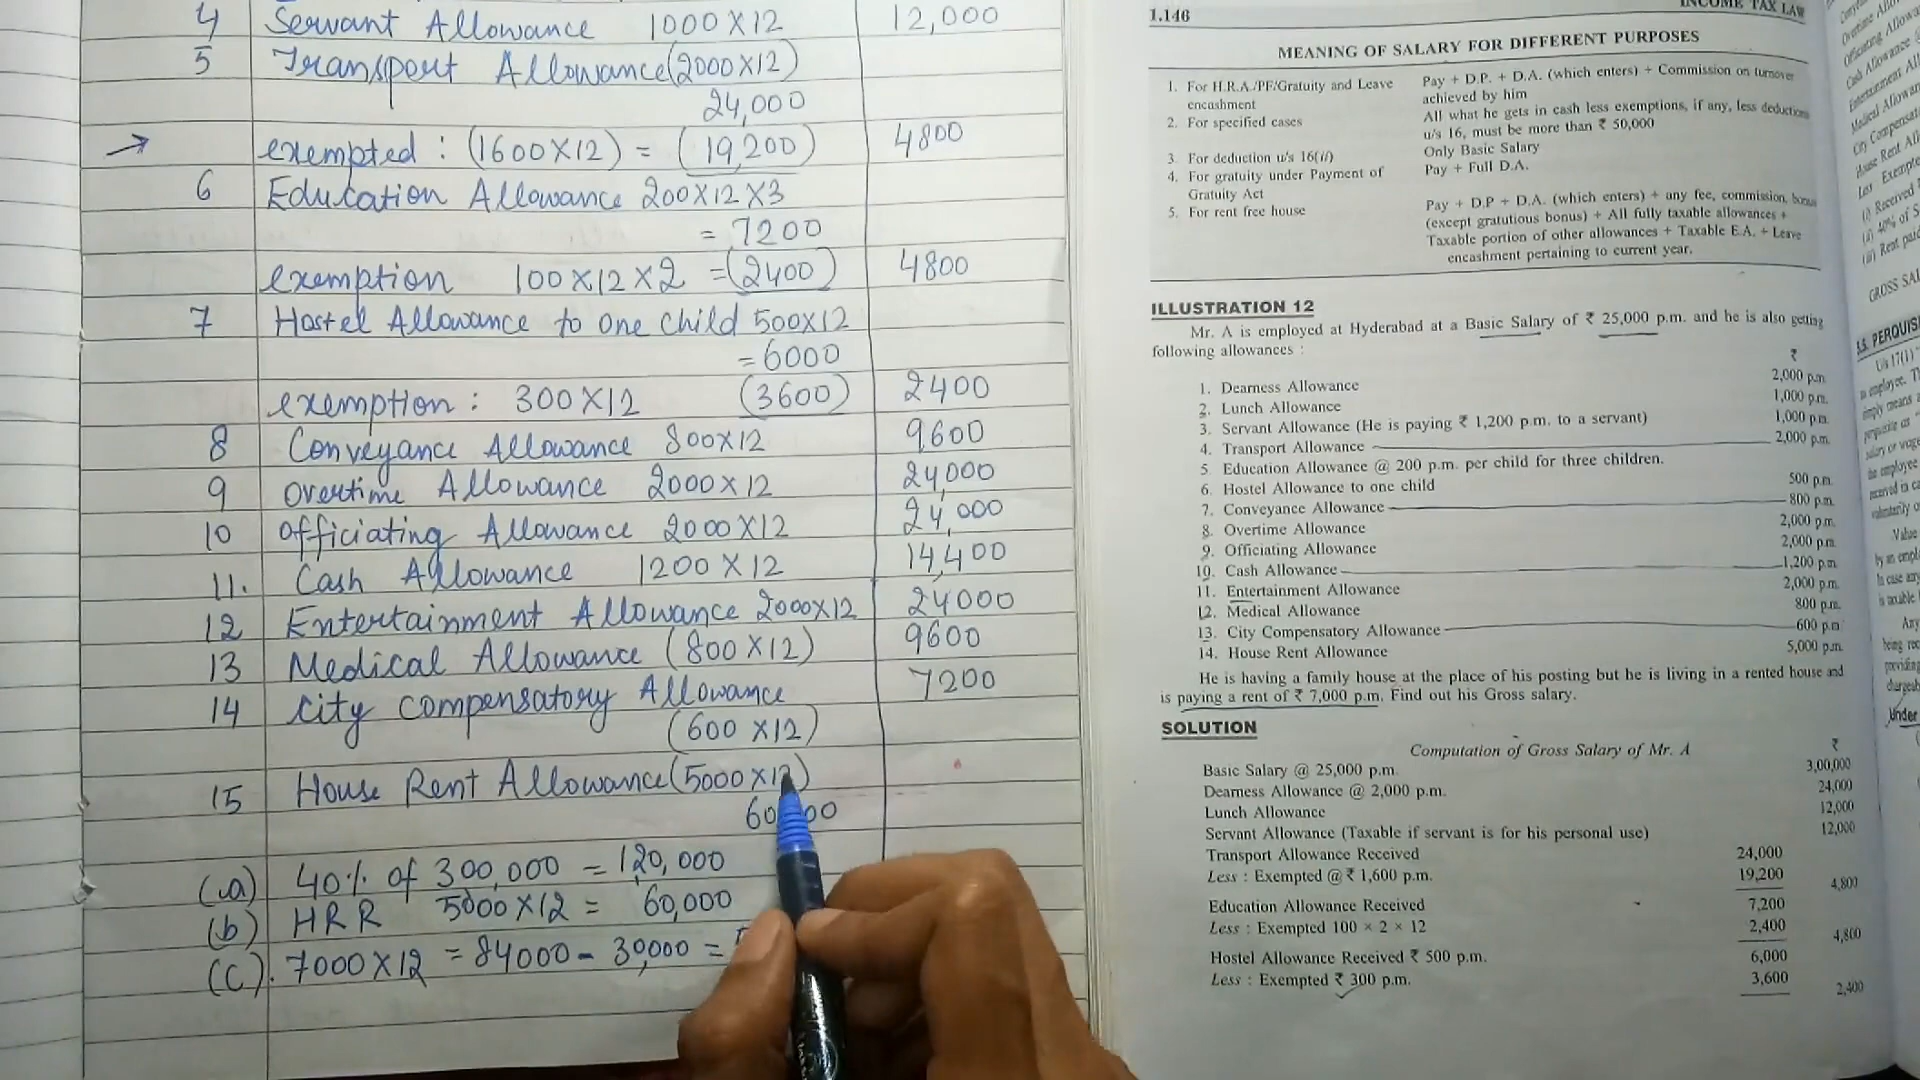 4 Servant Allowance 1000×12 12,000
5 Transport Allowance(2000×12)
24,000
→ exempted : (1600×12) = (19,200) 4800
6 Education Allowance 200×12×3
= 7200
exemption 100×12×2 =(2400) 4800
7 Hostel Allowance to one child 500×12
=6000
exemption : 300×12 (3600) 2400
8 Conveyance Allowance 800×12 9,600
9 Overtime Allowance 2000×12 24,000
10 Officiating Allowance 2000×12 24,000
11. Cash Allowance 1200×12 14,400
12 Entertainment Allowance 2000×12 24000
13 Medical Allowance (800×12) 9600
14 City Compensatory Allowance 7200
(600×12)
15 House Rent Allowance(5000×12)
(a) 40% of 300,000 = 120,000
(b) HRR 5000×12 = 60,000
(c). 7000×12 = 84000 - 30,000 =
1.146 INCOME TAX LAW
MEANING OF SALARY FOR DIFFERENT PURPOSES
1. For H.R.A./PF/Gratuity and Leave encashment Pay + D.P. + D.A. (which enters) + Commission on turnover
achieved by him
2. For specified cases All what he gets in cash less exemptions, if any, less deductions
u/s 16, must be more than ₹ 50,000
3. For deduction u/s 16(ii) Only Basic Salary
4. For gratuity under Payment of Gratuity Act Pay + Full D.A.
5. For rent free house Pay + D.P + D.A. (which enters) + any fee, commission, bonus
(except gratutious bonus) + All fully taxable allowances +
Taxable portion of other allowances + Taxable E.A. + Leave
encashment pertaining to current year.
ILLUSTRATION 12
Mr. A is employed at Hyderabad at a Basic Salary of ₹ 25,000 p.m. and he is also getting
following allowances :
₹
1. Dearness Allowance 2,000 p.m.
2. Lunch Allowance 1,000 p.m.
3. Servant Allowance (He is paying ₹ 1,200 p.m. to a servant) 1,000 p.m.
4. Transport Allowance 2,000 p.m.
5. Education Allowance @ 200 p.m. per child for three children.
6. Hostel Allowance to one child 500 p.m.
7. Conveyance Allowance 800 p.m.
8. Overtime Allowance 2,000 p.m.
9. Officiating Allowance 2,000 p.m.
10. Cash Allowance 1,200 p.m.
11. Entertainment Allowance 2,000 p.m.
12. Medical Allowance 800 p.m.
13. City Compensatory Allowance 600 p.m
14. House Rent Allowance 5,000 p.m.
He is having a family house at the place of his posting but he is living in a rented house and
is paying a rent of ₹ 7,000 p.m. Find out his Gross salary.
SOLUTION
Computation of Gross Salary of Mr. A
₹
Basic Salary @ 25,000 p.m. 3,00,000
Dearness Allowance @ 2,000 p.m. 24,000
Lunch Allowance 12,000
Servant Allowance (Taxable if servant is for his personal use) 12,000
Transport Allowance Received 24,000
Less : Exempted @ ₹ 1,600 p.m. 19,200 4,800
Education Allowance Received 7,200
Less : Exempted 100 × 2 × 12 2,400 4,800
Hostel Allowance Received ₹ 500 p.m. 6,000
Less : Exempted ₹ 300 p.m. 3,600 2,400